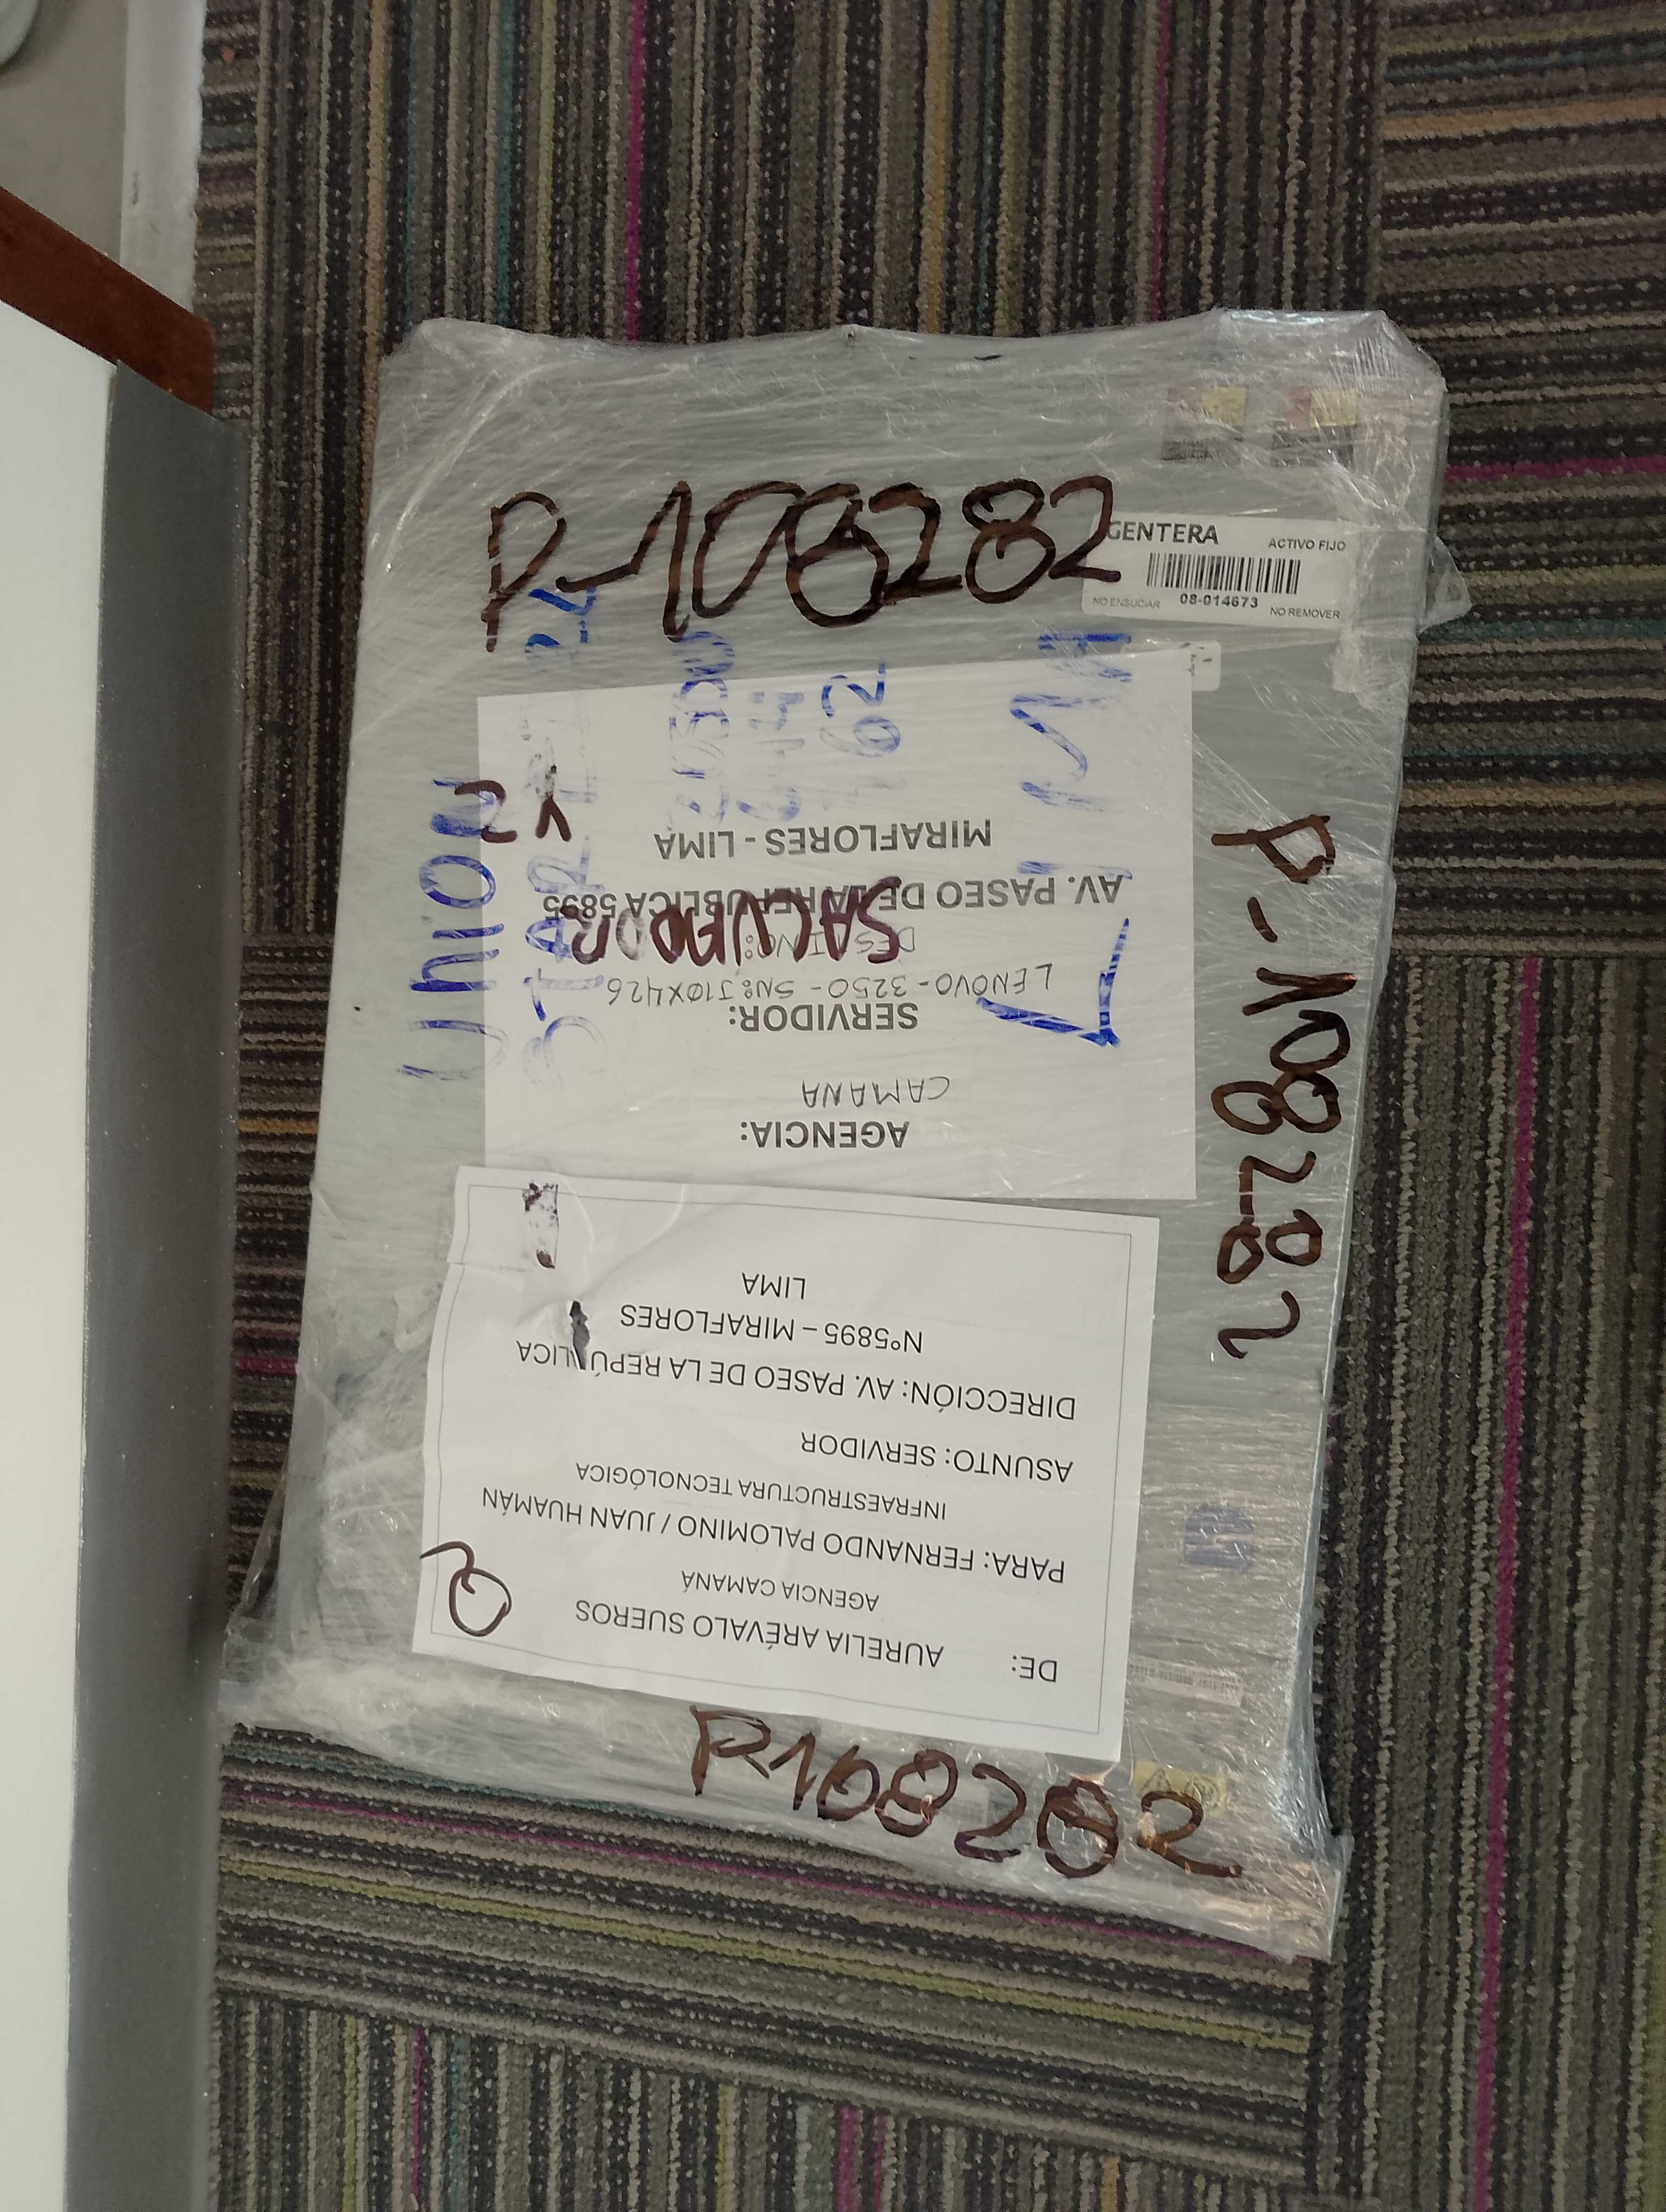 P-108282
GENTERA
ACTIVO FIJO
NO ENSUCIAR
08-014673
NO REMOVER
P-108282
UNION
STAR
AGENCIA:
CAMANA
SERVIDOR:
LENOVO - 3250 - SN: J10X426
DESTINO:
AV. PASEO DE LA REPUBLICA 5895
MIRAFLORES - LIMA
DE: AURELIA ARÉVALO SUEROS
AGENCIA CAMANÁ
PARA: FERNANDO PALOMINO / JUAN HUAMÁN
INFRAESTRUCTURA TECNOLÓGICA
ASUNTO: SERVIDOR
DIRECCIÓN: AV. PASEO DE LA REPÚBLICA
N°5895 – MIRAFLORES
LIMA
P108282